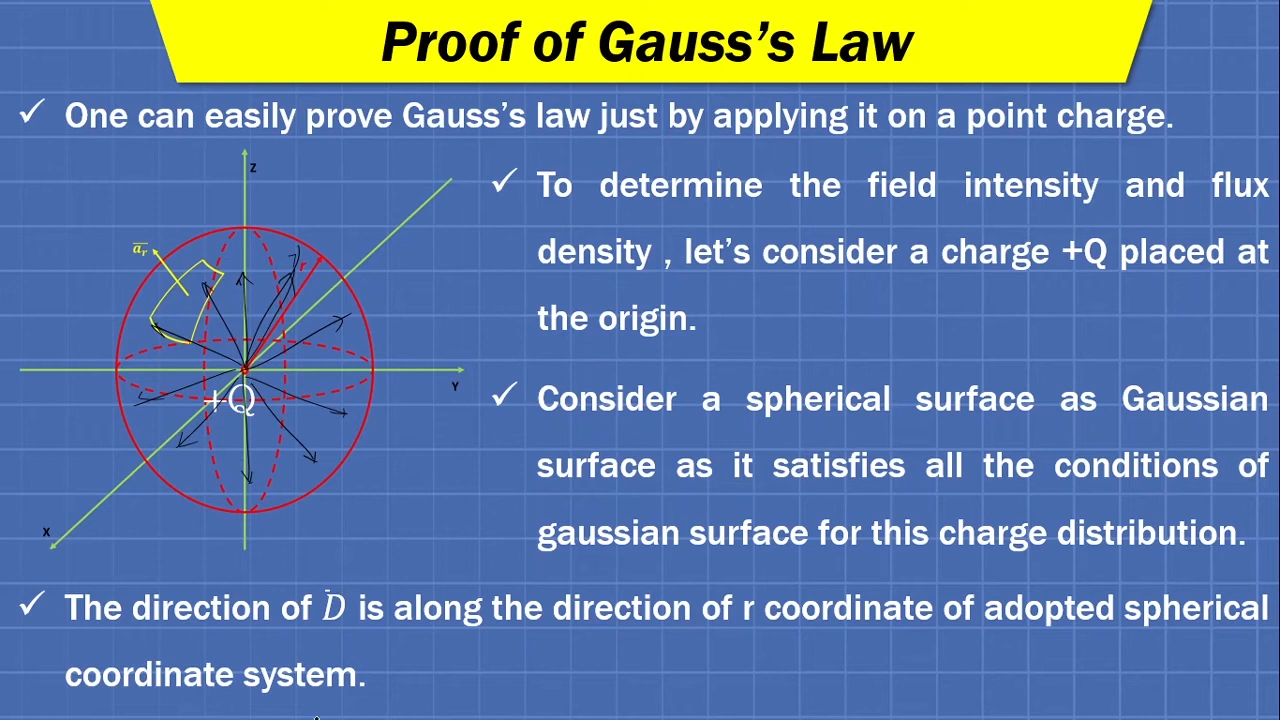 Proof of Gauss's Law
✓ One can easily prove Gauss's law just by applying it on a point charge.
Z
✓ To determine the field intensity and flux
density , let's consider a charge +Q placed at
the origin.
a̅ᵣ
r
Y
+Q
✓ Consider a spherical surface as Gaussian
surface as it satisfies all the conditions of
gaussian surface for this charge distribution.
X
✓ The direction of D̄ is along the direction of r coordinate of adopted spherical
coordinate system.